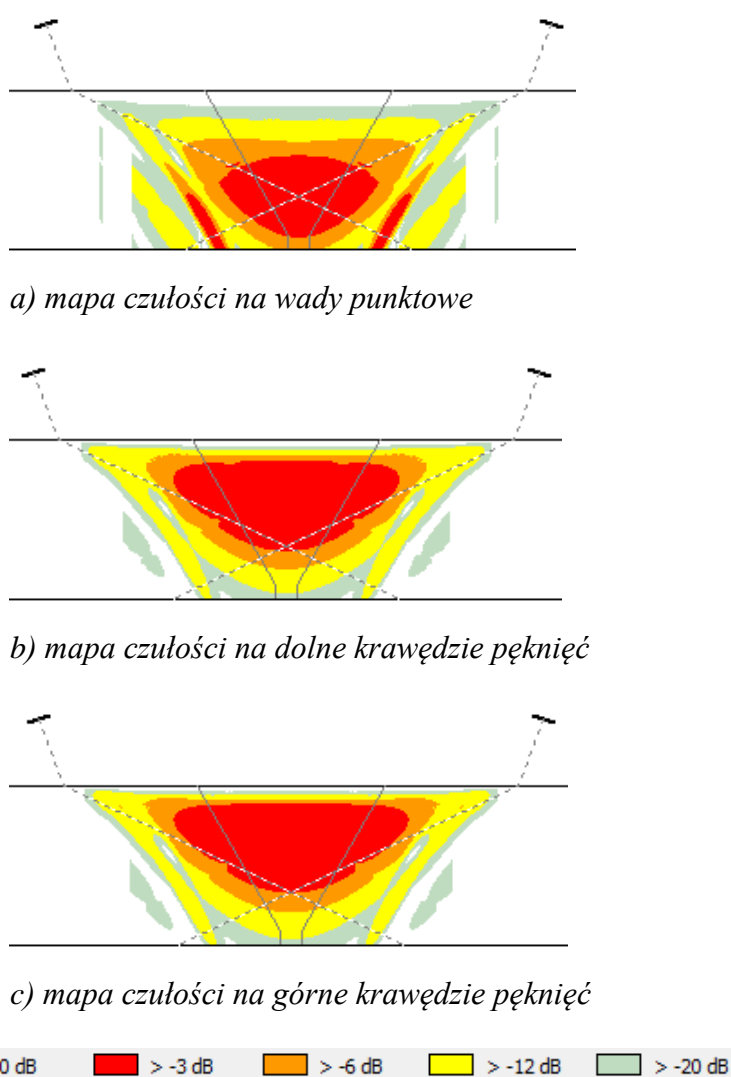 a) mapa czułości na wady punktowe
b) mapa czułości na dolne krawędzie pęknięć
c) mapa czułości na górne krawędzie pęknięć
0 dB > -3 dB > -6 dB > -12 dB > -20 dB